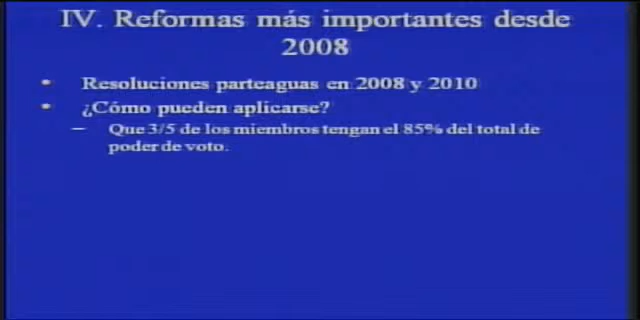 IV. Reformas más importantes desde
2008
• Resoluciones parteaguas en 2008 y 2010
• ¿Cómo pueden aplicarse?
– Que 3/5 de los miembros tengan el 85% del total de
poder de voto.